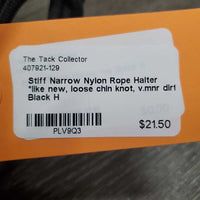 The Tack Collector
407921-129
Stiff Narrow Nylon Rope Halter
*like new, loose chin knot, v.mnr dirt
Black H
PLV9Q3
$21.50